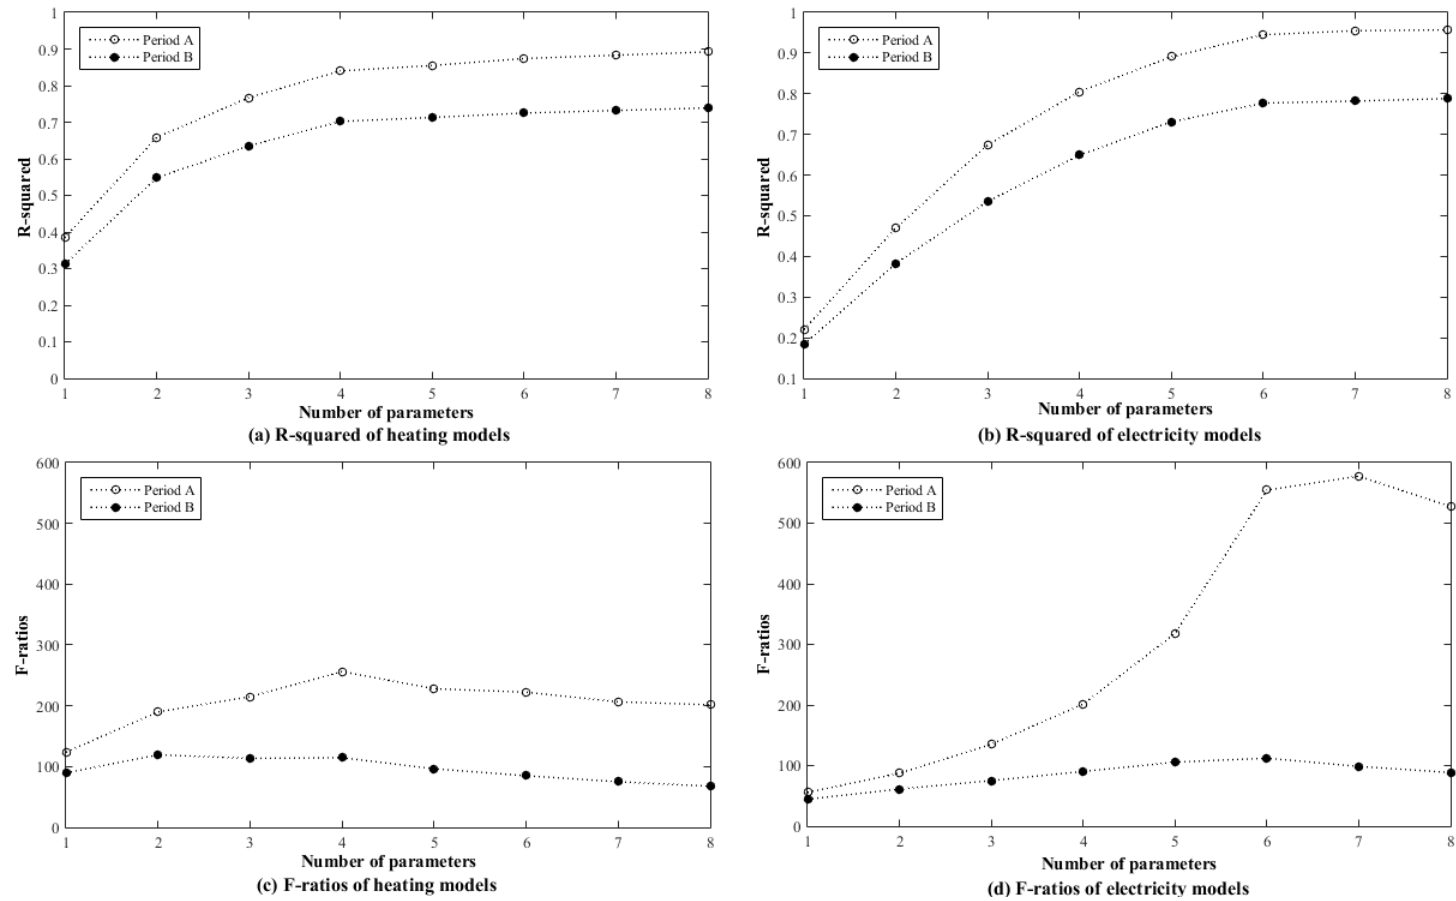 1
0.9
0.8
0.7
0.6
0.5
0.4
0.3
0.2
0.1
0
R-squared
Period A
Period B
1 2 3 4 5 6 7 8
Number of parameters
(a) R-squared of heating models
1
0.9
0.8
0.7
0.6
0.5
0.4
0.3
0.2
0.1
R-squared
Period A
Period B
1 2 3 4 5 6 7 8
Number of parameters
(b) R-squared of electricity models
600
500
400
300
200
100
0
F-ratios
Period A
Period B
1 2 3 4 5 6 7 8
Number of parameters
(c) F-ratios of heating models
600
500
400
300
200
100
0
F-ratios
Period A
Period B
1 2 3 4 5 6 7 8
Number of parameters
(d) F-ratios of electricity models